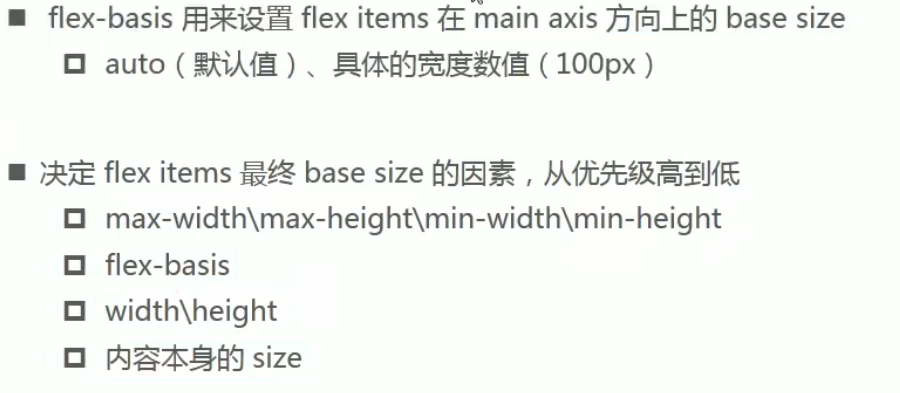 flex-basis 用来设置 flex items 在 main axis 方向上的 base size
auto（默认值）、具体的宽度数值（100px）
决定 flex items 最终 base size 的因素，从优先级高到低
max-width\max-height\min-width\min-height
flex-basis
width\height
内容本身的 size